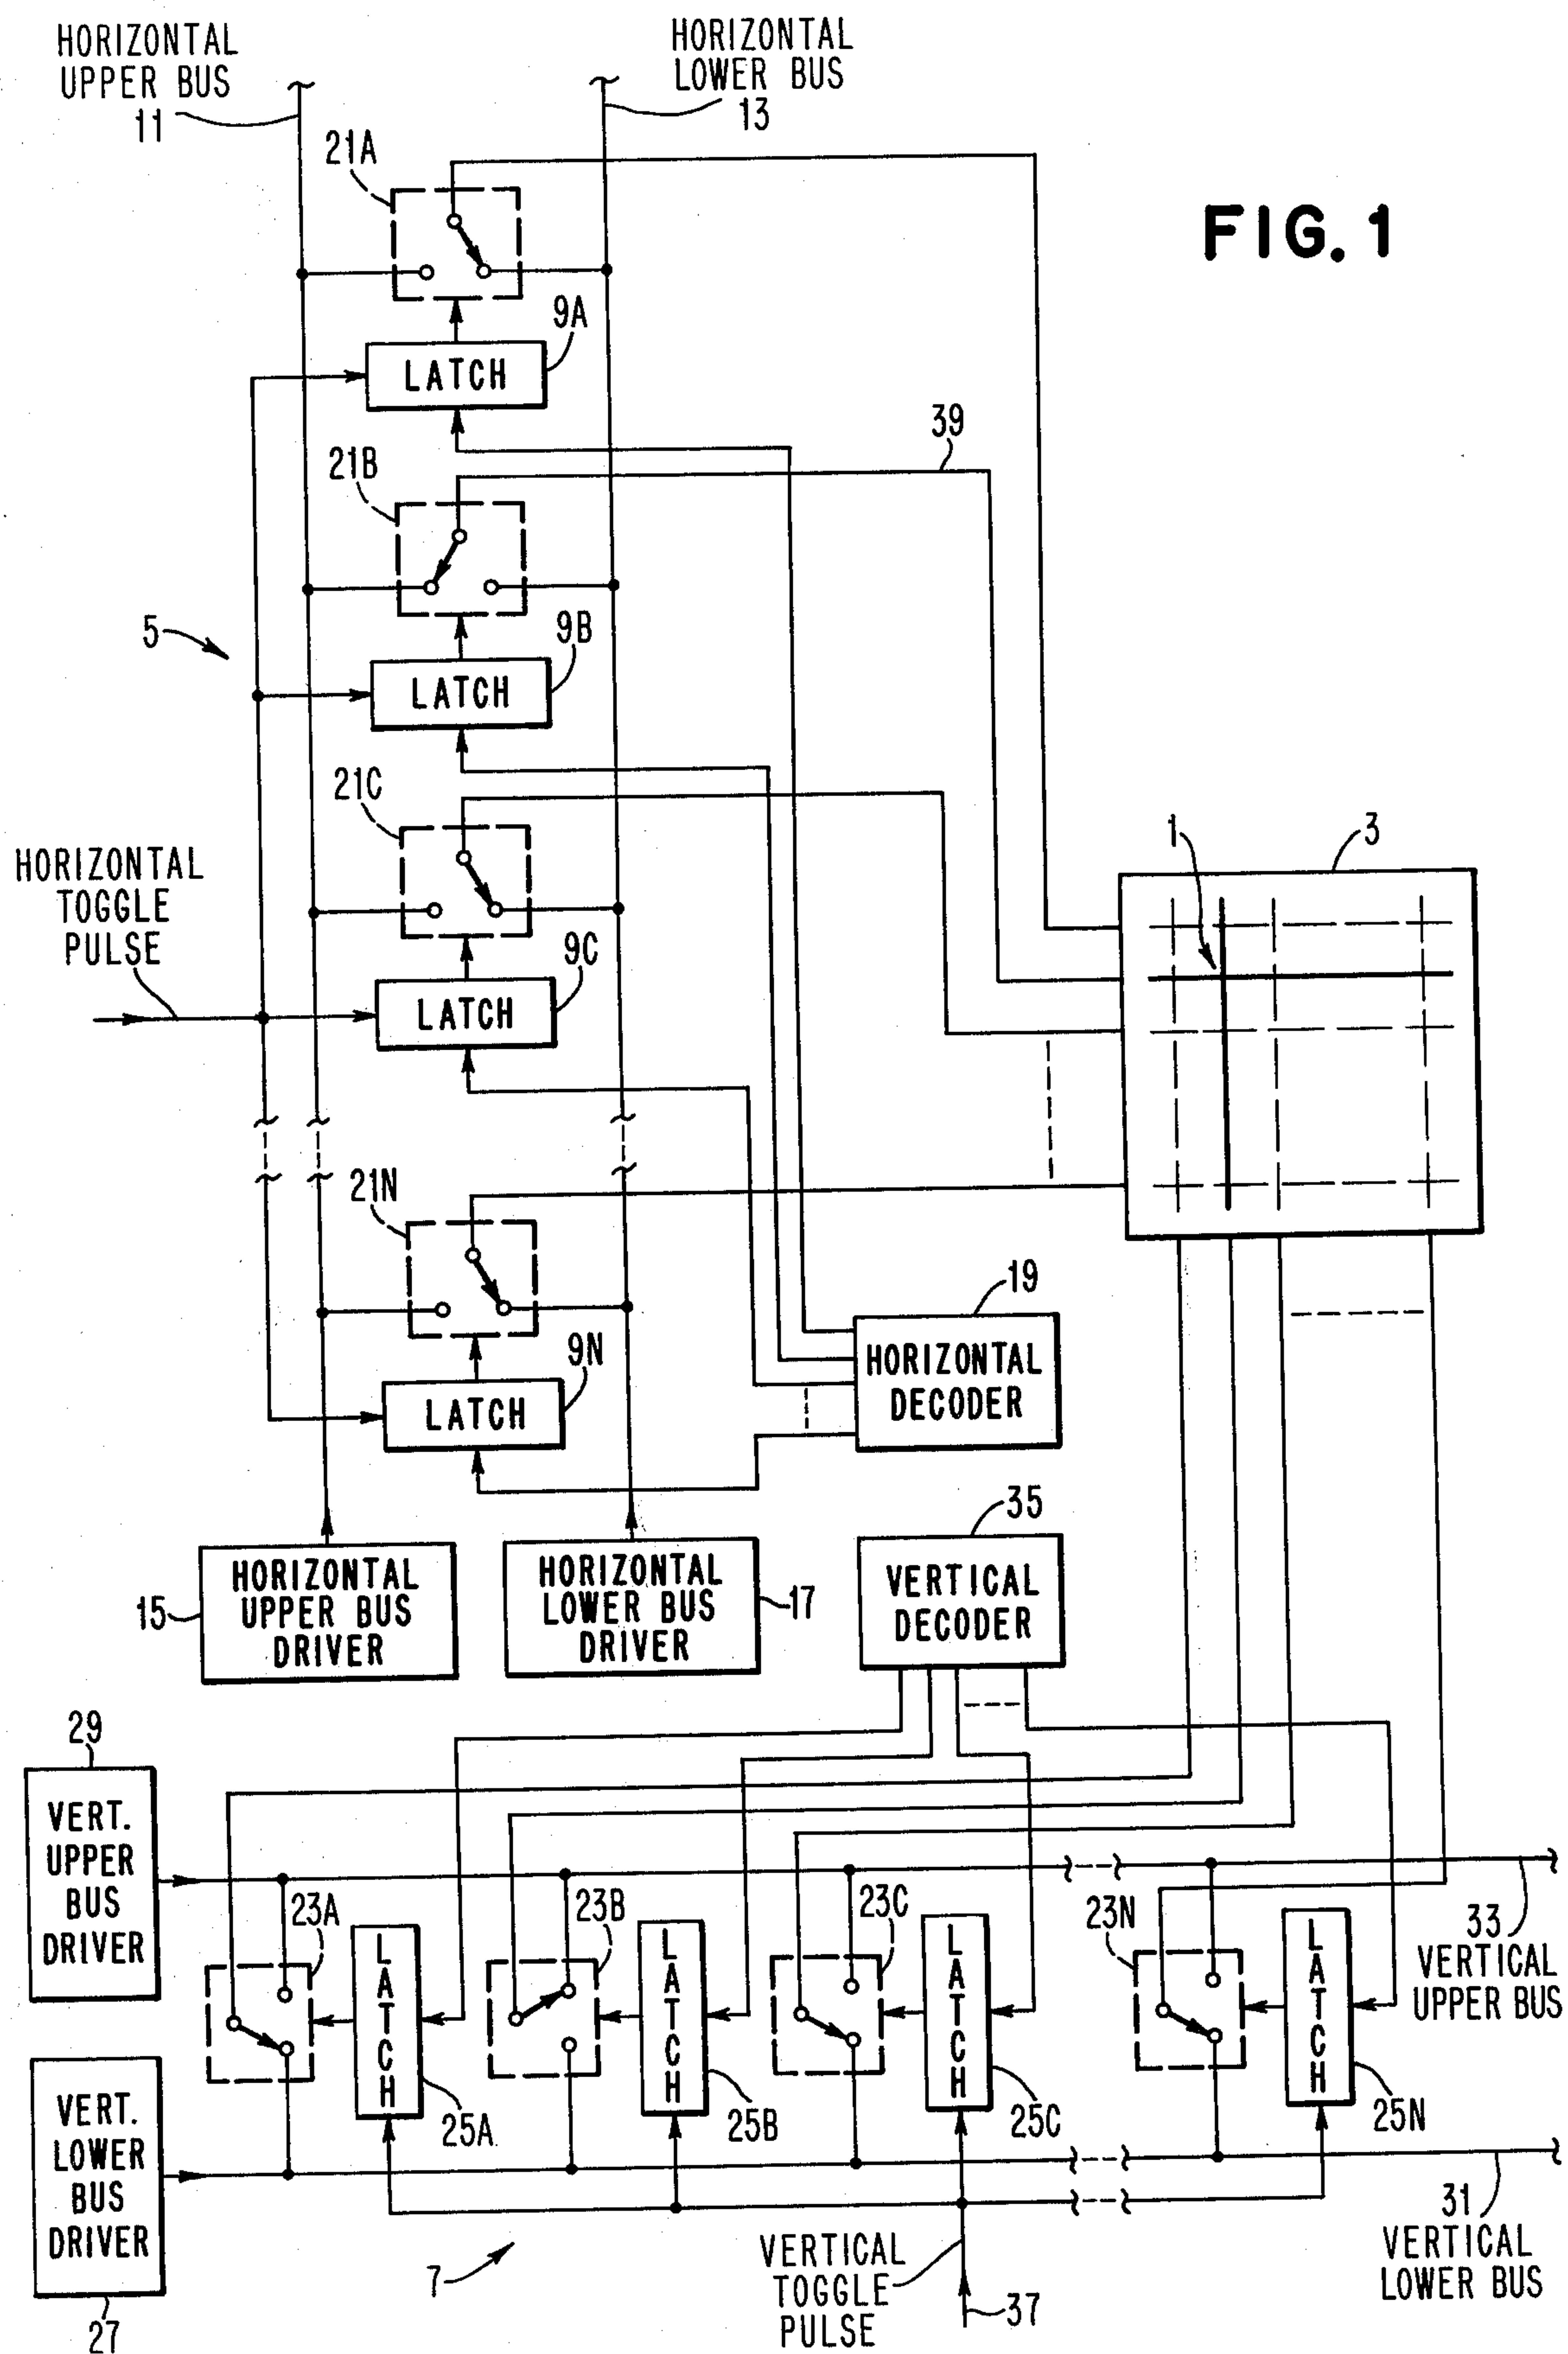 HORIZONTAL
UPPER BUS
11
HORIZONTAL
LOWER BUS
13
FIG. 1
21A
9A
LATCH
39
21B
5
9B
LATCH
21C
1
3
HORIZONTAL
TOGGLE
PULSE
9C
LATCH
21N
19
HORIZONTAL
DECODER
9N
LATCH
35
HORIZONTAL
UPPER BUS
DRIVER
15
HORIZONTAL
LOWER BUS
DRIVER
17
VERTICAL
DECODER
29
VERT.
UPPER
BUS
DRIVER
23A
LATCH
25A
23B
LATCH
25B
23C
LATCH
25C
23N
LATCH
25N
33
VERTICAL
UPPER BUS
VERT.
LOWER
BUS
DRIVER
27
7
VERTICAL
TOGGLE
PULSE
37
31
VERTICAL
LOWER BUS